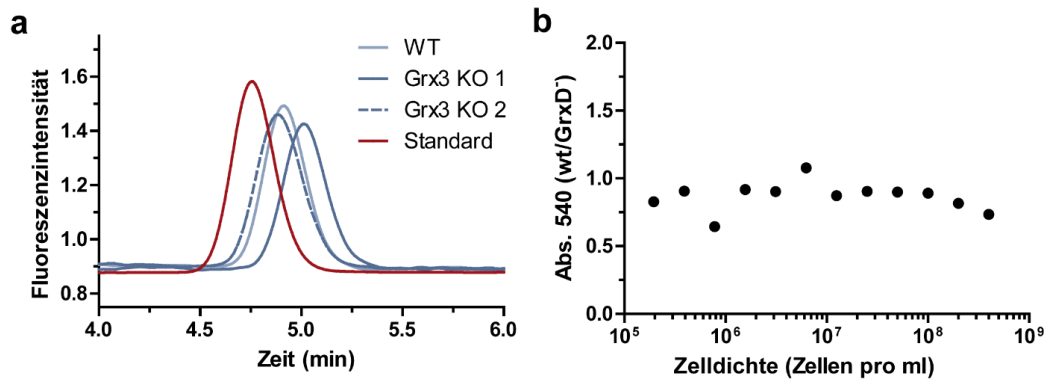 a
Fluoreszenzintensität
1.6
1.4
1.2
1.0
0.8
4.0
4.5
5.0
5.5
6.0
Zeit (min)
WT
Grx3 KO 1
Grx3 KO 2
Standard
b
Abs. 540 (wt/GrxD⁻)
2.0
1.5
1.0
0.5
0.0
10⁵
10⁶
10⁷
10⁸
10⁹
Zelldichte (Zellen pro ml)